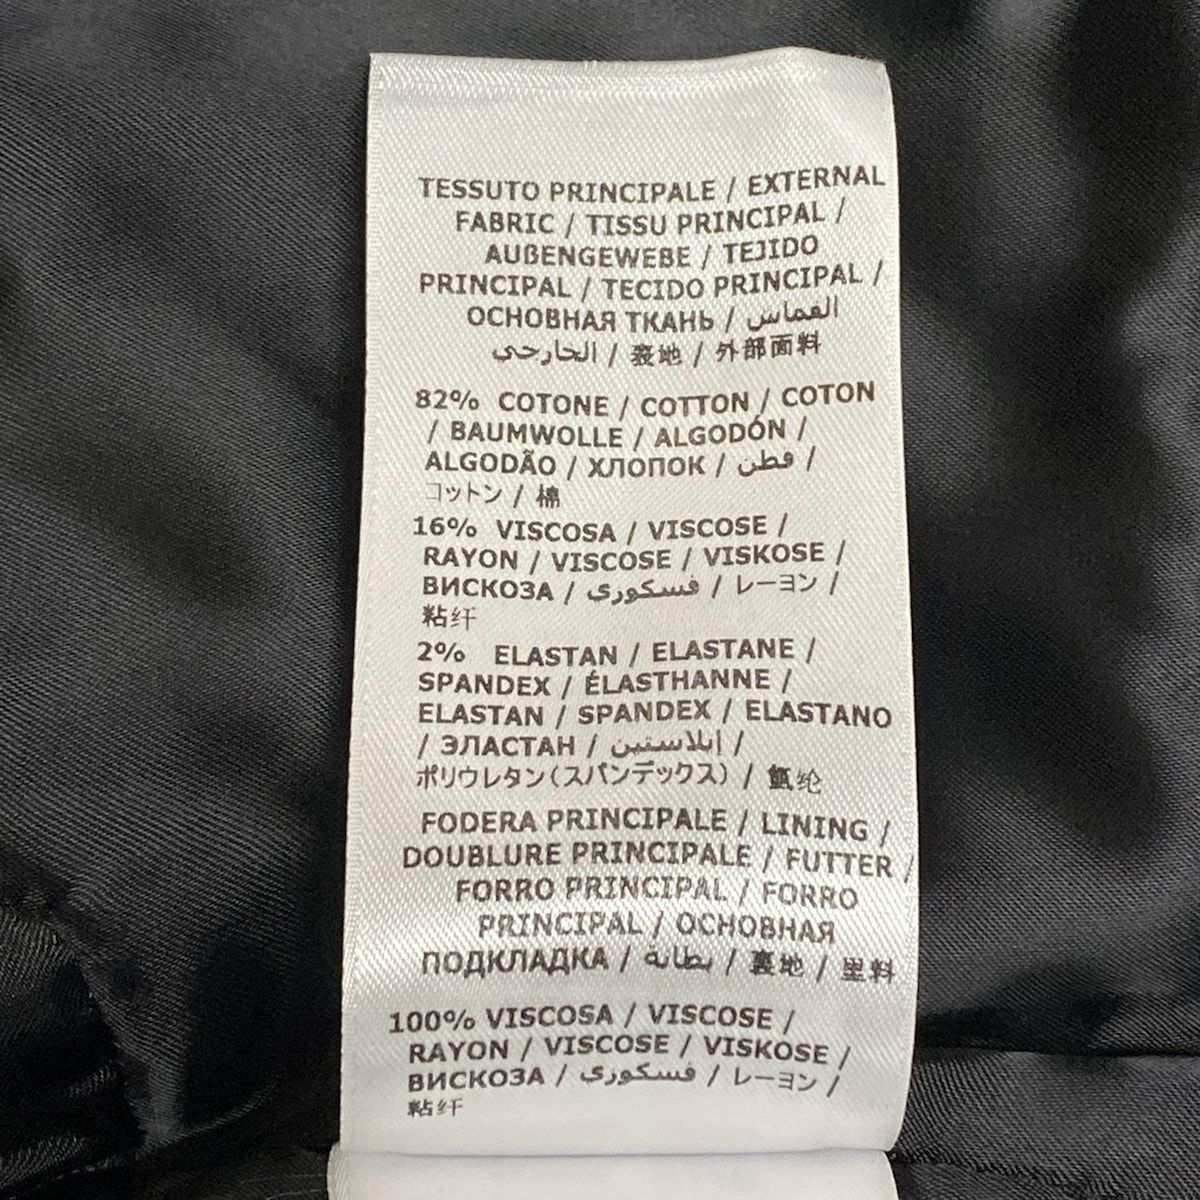 TESSUTO PRINCIPALE / EXTERNAL
FABRIC / TISSU PRINCIPAL /
AUßENGEWEBE / TEJIDO
PRINCIPAL / TECIDO PRINCIPAL /
ОСНОВНАЯ ТКАНЬ / القماش
الخارجي / 裏地 / 外部面料
82% COTONE / COTTON / COTON
/ BAUMWOLLE / ALGODÓN /
ALGODÃO / ХЛОПОК / قطن /
コットン / 棉
16% VISCOSA / VISCOSE /
RAYON / VISCOSE / VISKOSE /
ВИСКОЗА / فسكوري / レーヨン /
粘纤
2% ELASTAN / ELASTANE /
SPANDEX / ÉLASTHANNE /
ELASTAN / SPANDEX / ELASTANO
/ ЭЛАСТАН / إيلاستين /
ポリウレタン(スパンデックス) / 氨纶
FODERA PRINCIPALE / LINING /
DOUBLURE PRINCIPALE / FUTTER /
FORRO PRINCIPAL / FORRO
PRINCIPAL / ОСНОВНАЯ
ПОДКЛАДКА / بطانة / 裏地 / 里料
100% VISCOSA / VISCOSE /
RAYON / VISCOSE / VISKOSE /
ВИСКОЗА / فسكوري / レーヨン /
粘纤